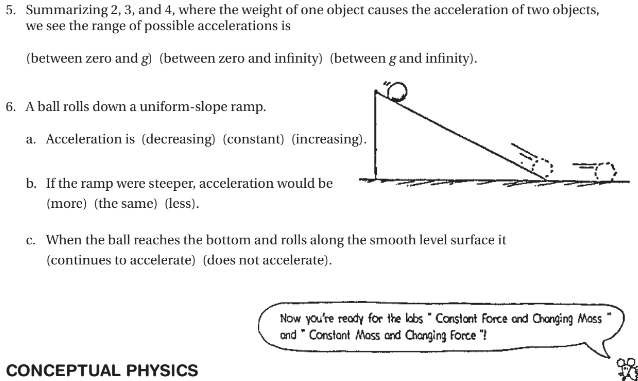 5. Summarizing 2, 3, and 4, where the weight of one object causes the acceleration of two objects,
we see the range of possible accelerations is
(between zero and g) (between zero and infinity) (between g and infinity).
6. A ball rolls down a uniform-slope ramp.
a. Acceleration is (decreasing) (constant) (increasing).
b. If the ramp were steeper, acceleration would be
(more) (the same) (less).
c. When the ball reaches the bottom and rolls along the smooth level surface it
(continues to accelerate) (does not accelerate).
Now you're ready for the labs " Constant Force and Changing Mass "
and " Constant Mass and Changing Force "!
CONCEPTUAL PHYSICS